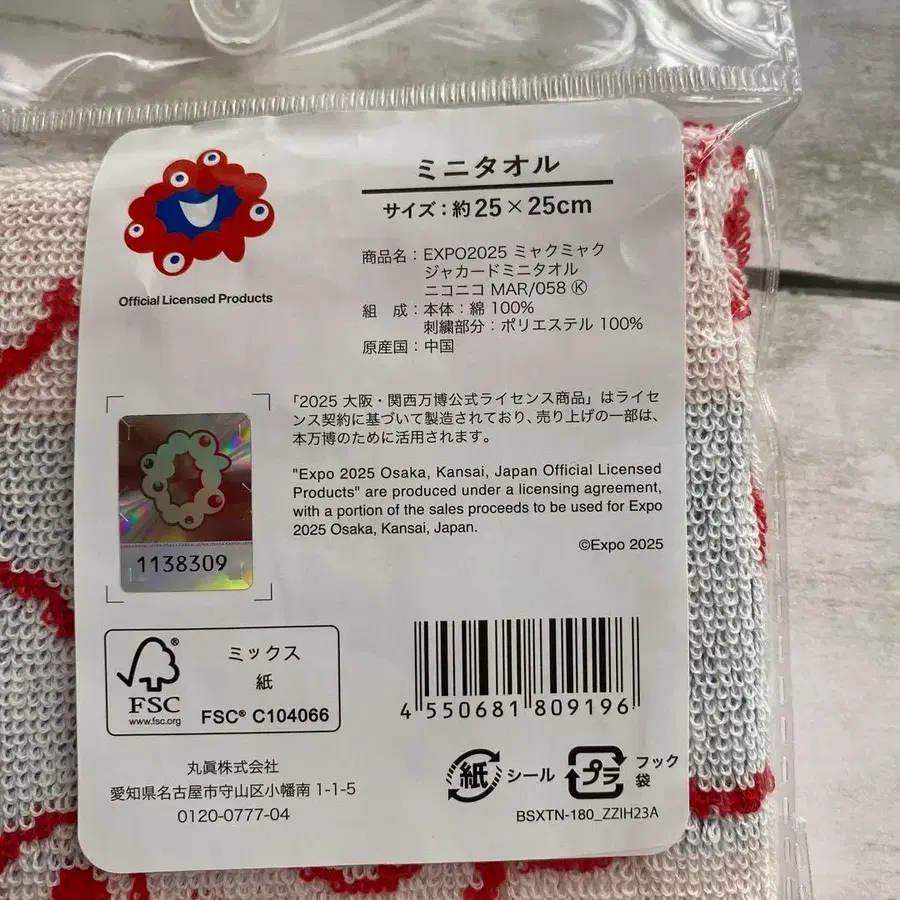 ミニタオル
サイズ：約25×25cm
Official Licensed Products
商品名：EXPO2025 ミャクミャク
ジャカードミニタオル
ニコニコ MAR/058 Ⓚ
組　成：本体：綿 100%
刺繍部分：ポリエステル 100%
原産国：中国
「2025 大阪・関西万博公式ライセンス商品」はライセ
ンス契約に基づいて製造されており、売り上げの一部は、
本万博のために活用されます。
"Expo 2025 Osaka, Kansai, Japan Official Licensed
Products" are produced under a licensing agreement,
with a portion of the sales proceeds to be used for Expo
2025 Osaka, Kansai, Japan.
©Expo 2025
1138309
FSC®
www.fsc.org
ミックス
紙
FSC® C104066
4 550681 809196
丸眞株式会社
愛知県名古屋市守山区小幡南 1-1-5
0120-0777-04
紙 シール
プラ フック
袋
BSXTN-180_ZZIH23A